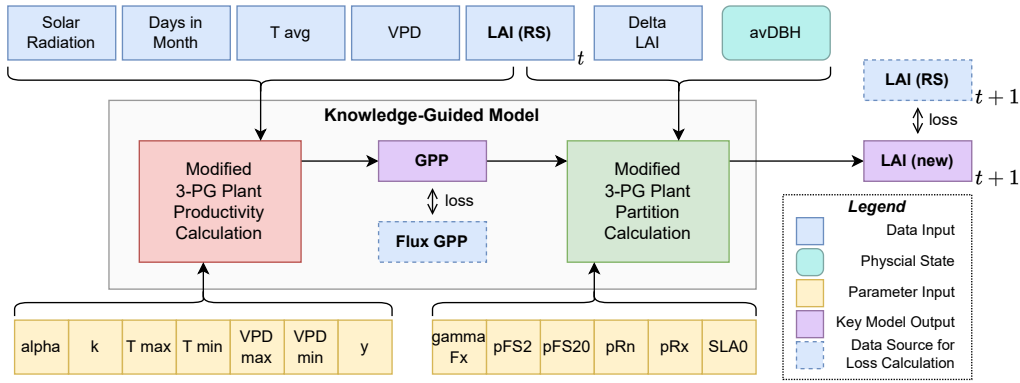 Solar
Radiation
Days in
Month
T avg
VPD
LAI (RS)
t
Delta
LAI
avDBH
LAI (RS)
t + 1
loss
Knowledge-Guided Model
Modified
3-PG Plant
Productivity
Calculation
GPP
loss
Flux GPP
Modified
3-PG Plant
Partition
Calculation
LAI (new)
t + 1
Legend
Data Input
Physcial State
Parameter Input
Key Model Output
Data Source for
Loss Calculation
alpha
k
T max
T min
VPD
max
VPD
min
y
gamma
Fx
pFS2
pFS20
pRn
pRx
SLA0